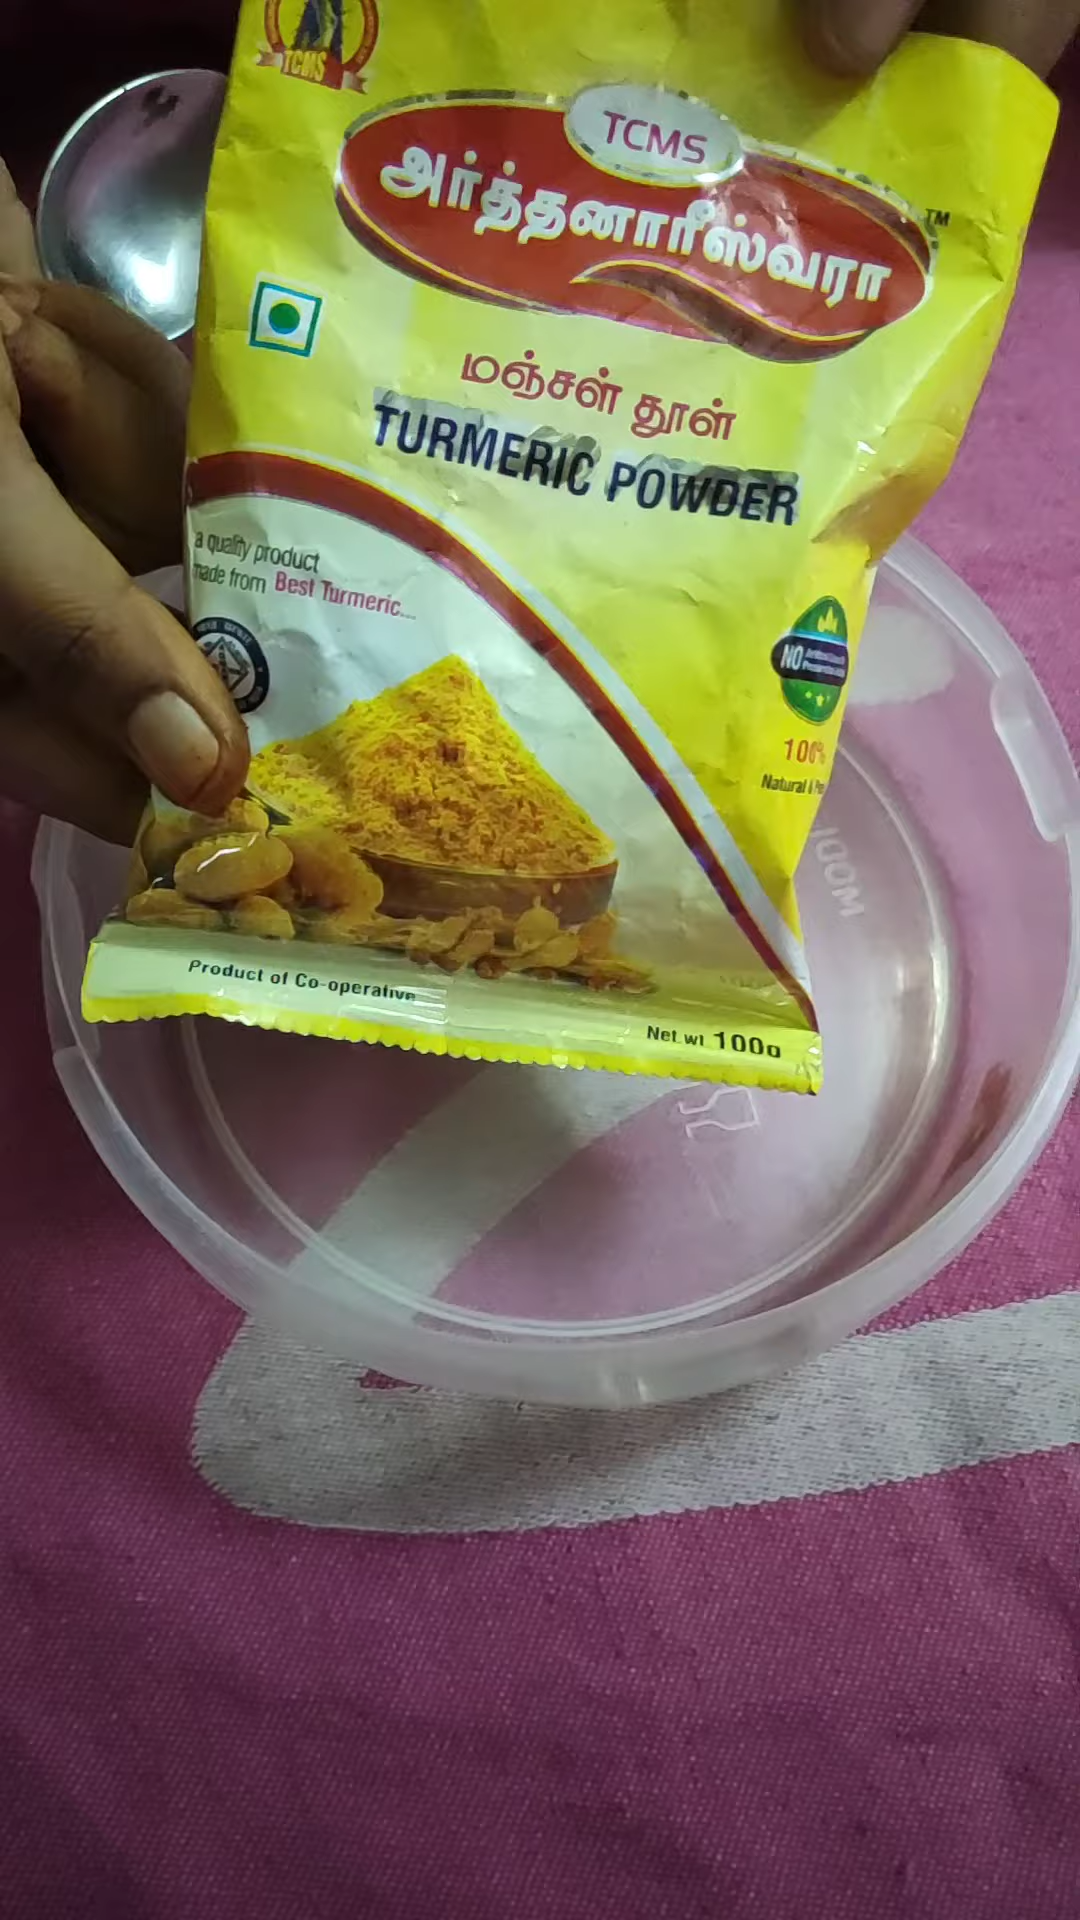 TCMS
TCMS
அர்த்தனாரீஸ்வரா
TM
மஞ்சள் தூள்
TURMERIC POWDER
a quality product
made from Best Turmeric...
NO
100%
Natural &
Product of Co-operative
Net wt 100g